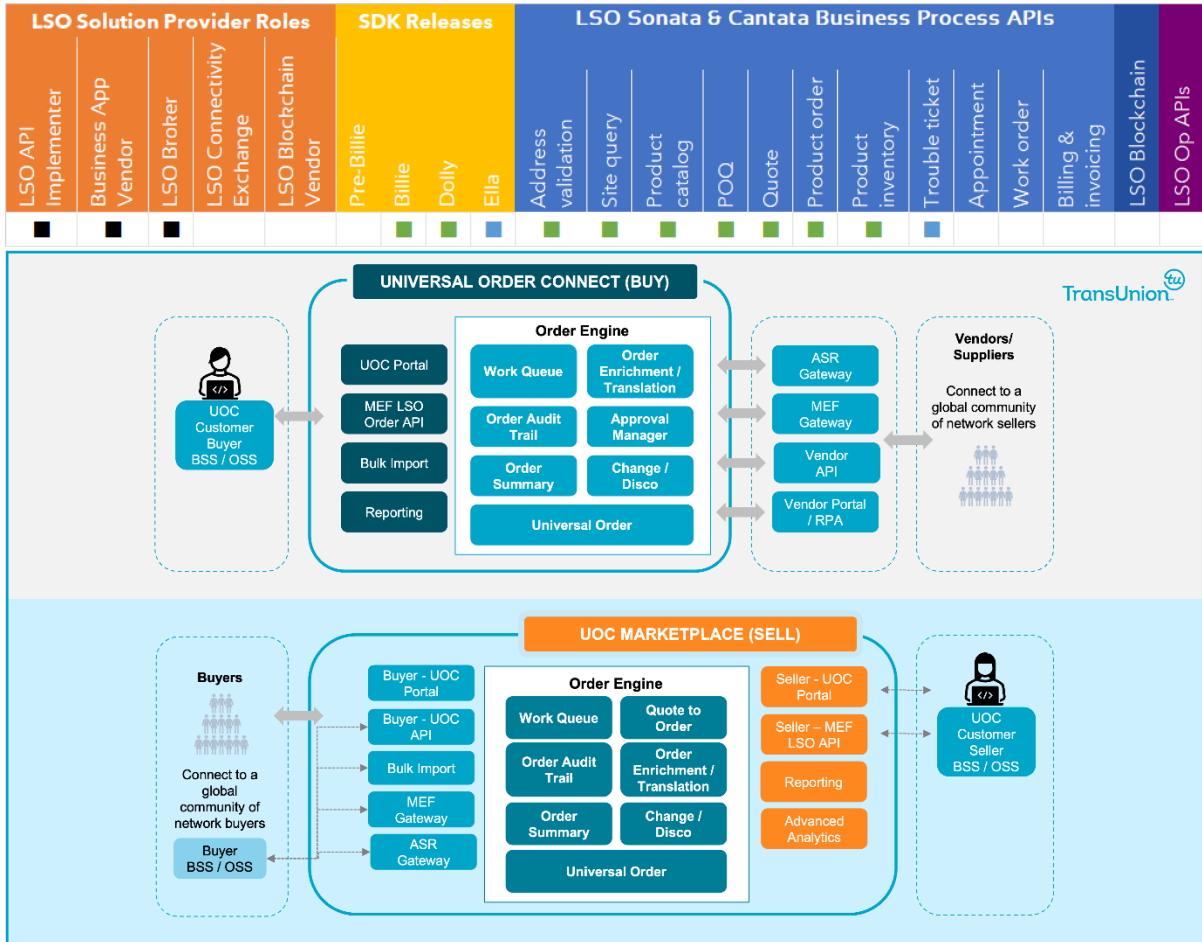 LSO Solution Provider Roles
SDK Releases
LSO Sonata & Cantata Business Process APIs
LSO API
Implementer
Business App
Vendor
LSO Broker
LSO Connectivity
Exchange
LSO Blockchain
Vendor
Pre-Billie
Billie
Dolly
Ella
Address
validation
Site query
Product
catalog
POQ
Quote
Product order
Product
inventory
Trouble ticket
Appointment
Work order
Billing &
invoicing
LSO Blockchain
LSO Op APIs
UNIVERSAL ORDER CONNECT (BUY)
tu
TransUnion™
</>
UOC
Customer
Buyer
BSS / OSS
UOC Portal
MEF LSO
Order API
Bulk Import
Reporting
Order Engine
Work Queue
Order
Enrichment /
Translation
Order Audit
Trail
Approval
Manager
Order
Summary
Change /
Disco
Universal Order
ASR
Gateway
MEF
Gateway
Vendor
API
Vendor Portal
/ RPA
Vendors/
Suppliers
Connect to a
global community
of network sellers
UOC MARKETPLACE (SELL)
Buyers
Connect to a
global
community of
network buyers
Buyer
BSS / OSS
Buyer - UOC
Portal
Buyer - UOC
API
Bulk Import
MEF
Gateway
ASR
Gateway
Order Engine
Work Queue
Quote to
Order
Order Audit
Trail
Order
Enrichment /
Translation
Order
Summary
Change /
Disco
Universal Order
Seller - UOC
Portal
Seller – MEF
LSO API
Reporting
Advanced
Analytics
</>
UOC
Customer
Seller
BSS / OSS